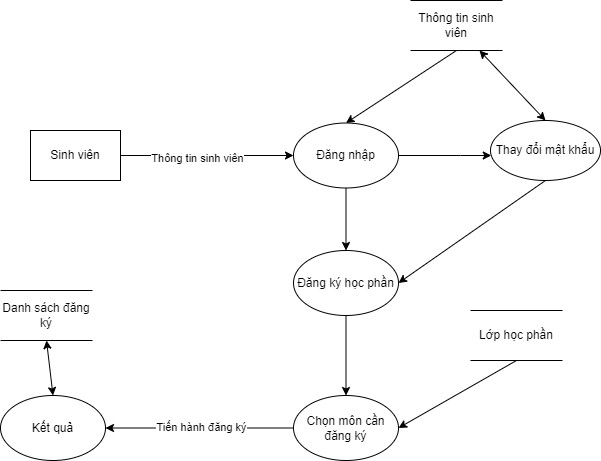 Thông tin sinh
viên
Sinh viên
Thông tin sinh viên
Đăng nhập
Thay đổi mật khẩu
Đăng ký học phần
Danh sách đăng
ký
Lớp học phần
Kết quả
Tiến hành đăng ký
Chọn môn cần
đăng ký